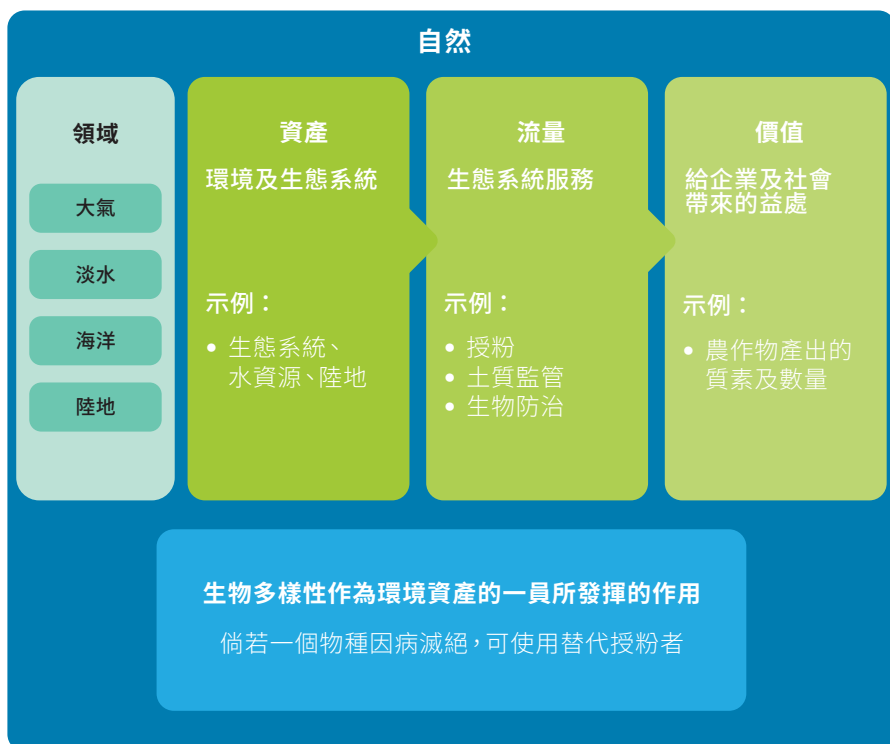 自然
領域
大氣
淡水
海洋
陸地
資產
環境及生態系統
示例：
• 生態系統、
水資源、陸地
流量
生態系統服務
示例：
• 授粉
• 土質監管
• 生物防治
價值
給企業及社會
帶來的益處
示例：
• 農作物產出的
質素及數量
生物多樣性作為環境資產的一員所發揮的作用
倘若一個物種因病滅絕，可使用替代授粉者